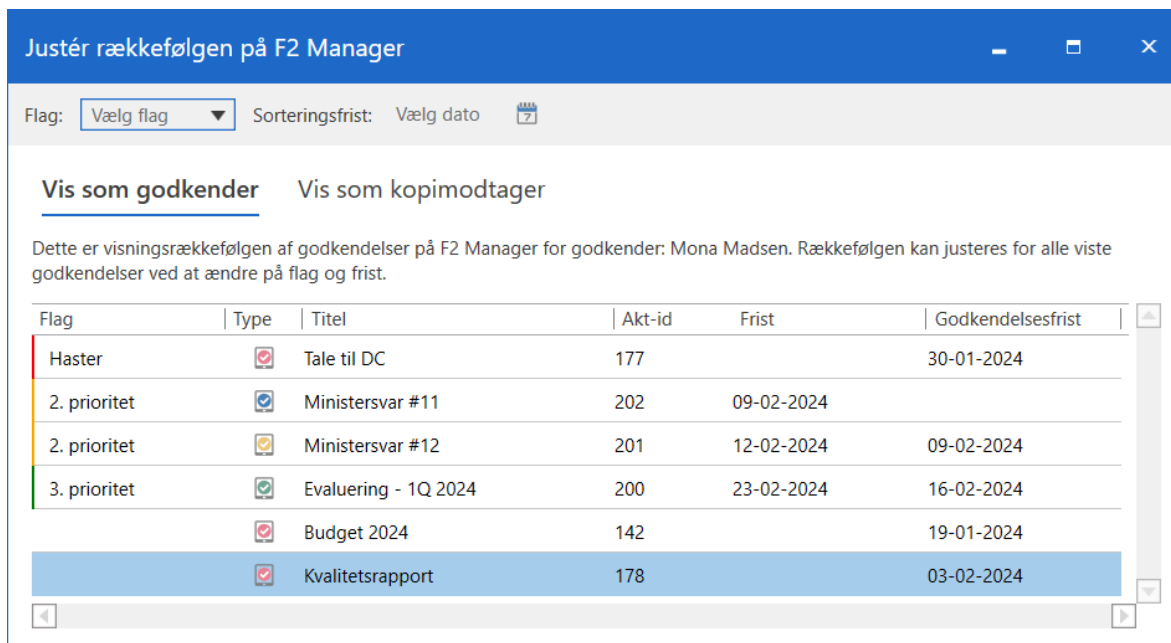 Justér rækkefølgen på F2 Manager
Flag: Vælg flag Sorteringsfrist: Vælg dato 7
Vis som godkender Vis som kopimodtager
Dette er visningsrækkefølgen af godkendelser på F2 Manager for godkender: Mona Madsen. Rækkefølgen kan justeres for alle viste
godkendelser ved at ændre på flag og frist.
Flag Type Titel Akt-id Frist Godkendelsesfrist
Haster Tale til DC 177 30-01-2024
2. prioritet Ministersvar #11 202 09-02-2024
2. prioritet Ministersvar #12 201 12-02-2024 09-02-2024
3. prioritet Evaluering - 1Q 2024 200 23-02-2024 16-02-2024
Budget 2024 142 19-01-2024
Kvalitetsrapport 178 03-02-2024